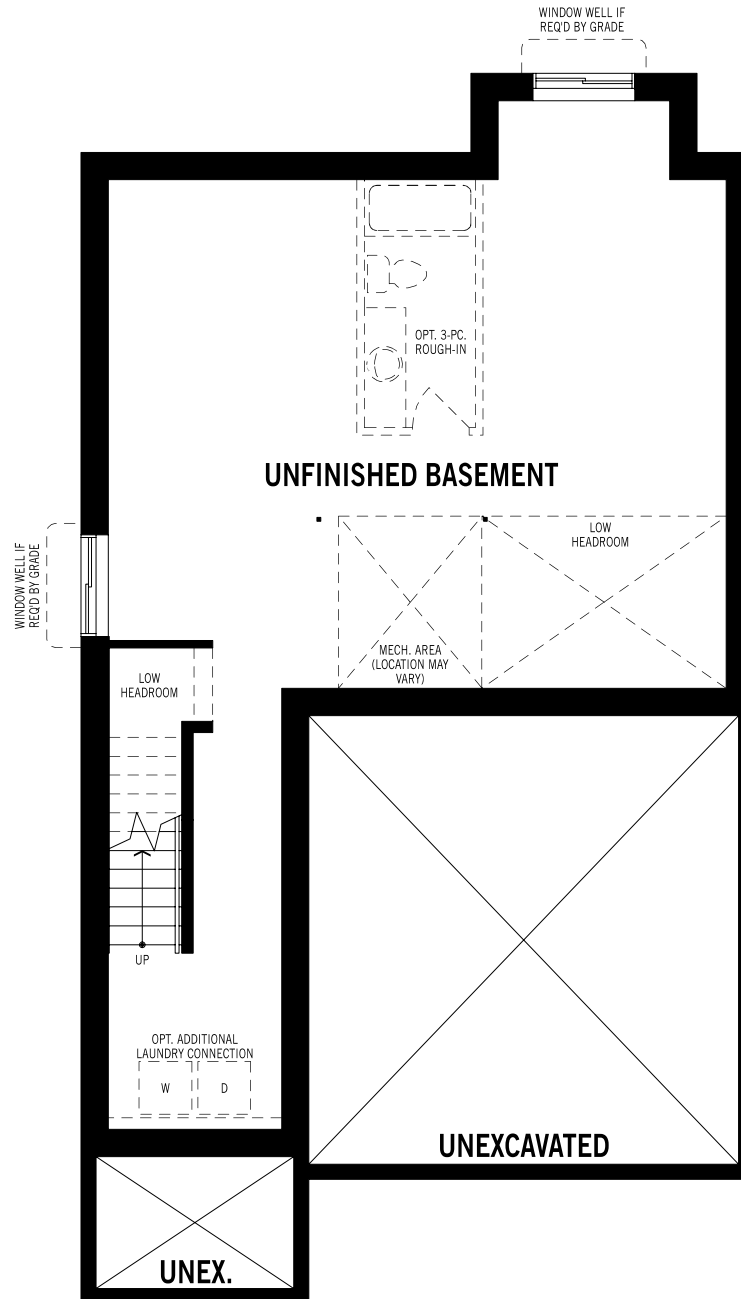 WINDOW WELL IF
REQ'D BY GRADE
OPT. 3-PC.
ROUGH-IN
UNFINISHED BASEMENT
LOW
HEADROOM
WINDOW WELL IF
REQ'D BY GRADE
MECH. AREA
(LOCATION MAY
VARY)
LOW
HEADROOM
UP
OPT. ADDITIONAL
LAUNDRY CONNECTION
W
D
UNEXCAVATED
UNEX.